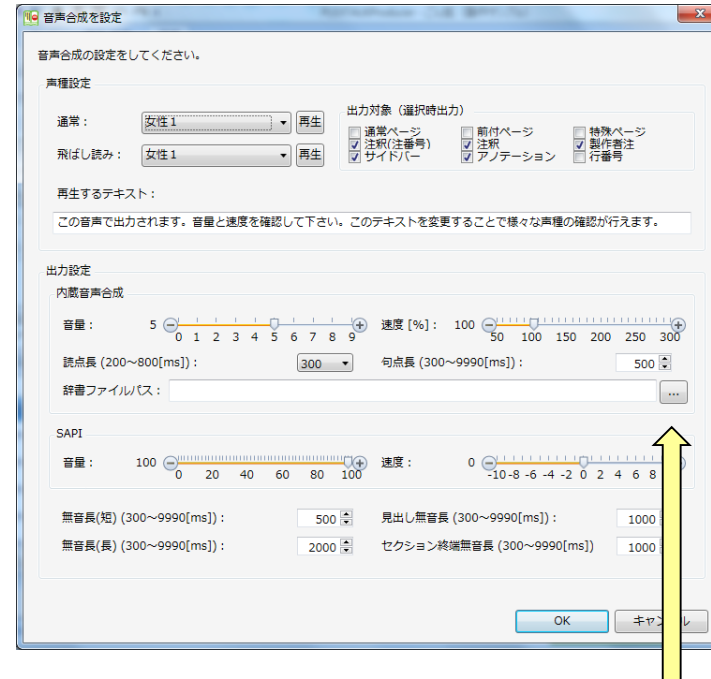 音声合成を設定
音声合成の設定をしてください。
声種設定
通常： 女性１ 再生
飛ばし読み： 女性１ 再生
出力対象（選択時出力）
通常ページ 前付ページ 特殊ページ
注釈(注番号) 注釈 製作者注
サイドバー アノテーション 行番号
再生するテキスト：
この音声で出力されます。音量と速度を確認して下さい。このテキストを変更することで様々な声種の確認が行えます。
出力設定
内蔵音声合成
音量： 5 速度 [%]： 100
0 1 2 3 4 5 6 7 8 9 50 100 150 200 250 300
読点長 (200～800[ms])： 300 句点長 (300～9990[ms])： 500
辞書ファイルパス： ...
SAPI
音量： 100 速度： 0
0 20 40 60 80 100 -10 -8 -6 -4 -2 0 2 4 6 8
無音長(短) (300～9990[ms])： 500 見出し無音長 (300～9990[ms])： 1000
無音長(長) (300～9990[ms])： 2000 セクション終端無音長 (300～9990[ms]) 1000
OK キャンセル